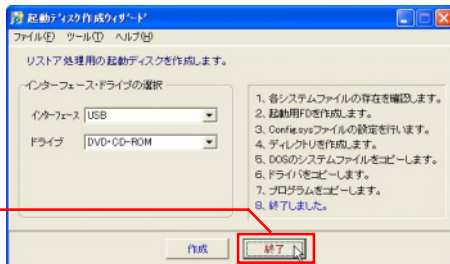 起動ディスク作成ウィザード
ファイル(F) ツール(T) ヘルプ(H)
リストア処理用の起動ディスクを作成します。
インターフェース・ドライブの選択
インターフェース USB
ドライブ DVD・CD-ROM
1、各システムファイルの存在を確認します。
2、起動用FDを作成します。
3、Config.sysファイルの設定を行います。
4、ディレクトリを作成します。
5、DOSのシステムファイルをコピーします。
6、ドライバをコピーします。
7、プログラムをコピーします。
8、終了しました。
作成 終了